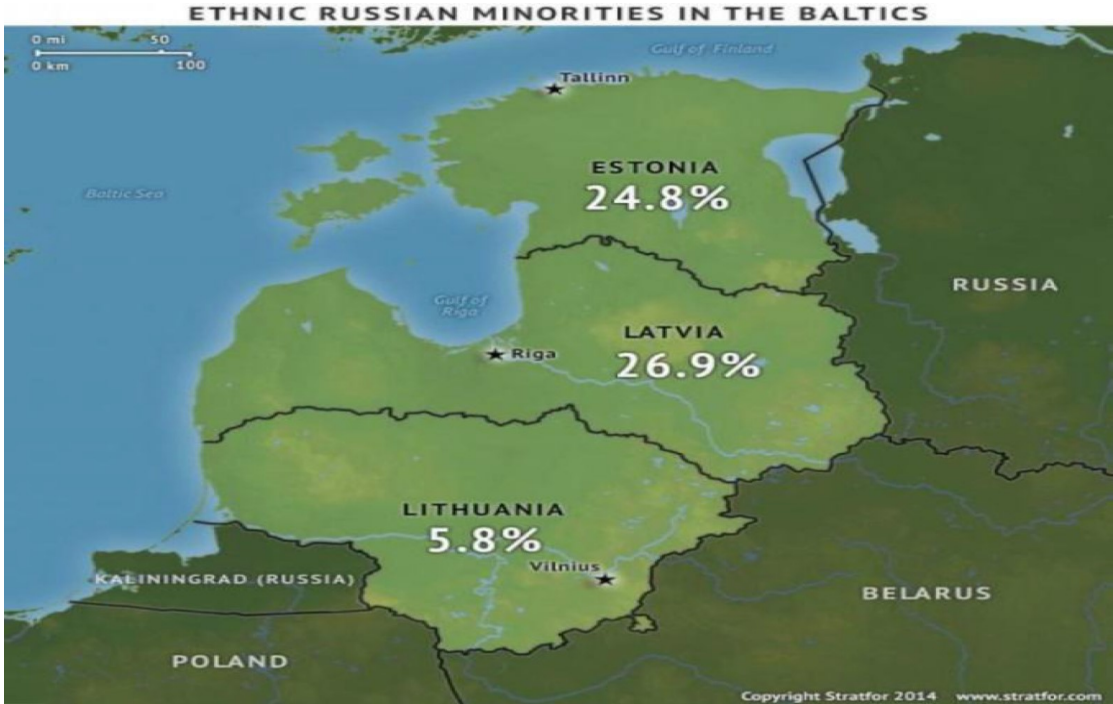 ETHNIC RUSSIAN MINORITIES IN THE BALTICS
0 mi 50
0 km 100
Gulf of Finland
Tallinn
ESTONIA
24.8%
Baltic Sea
RUSSIA
Gulf of
Riga
LATVIA
Riga
26.9%
LITHUANIA
5.8%
Vilnius
KALININGRAD (RUSSIA)
BELARUS
POLAND
Copyright Stratfor 2014 www.stratfor.com